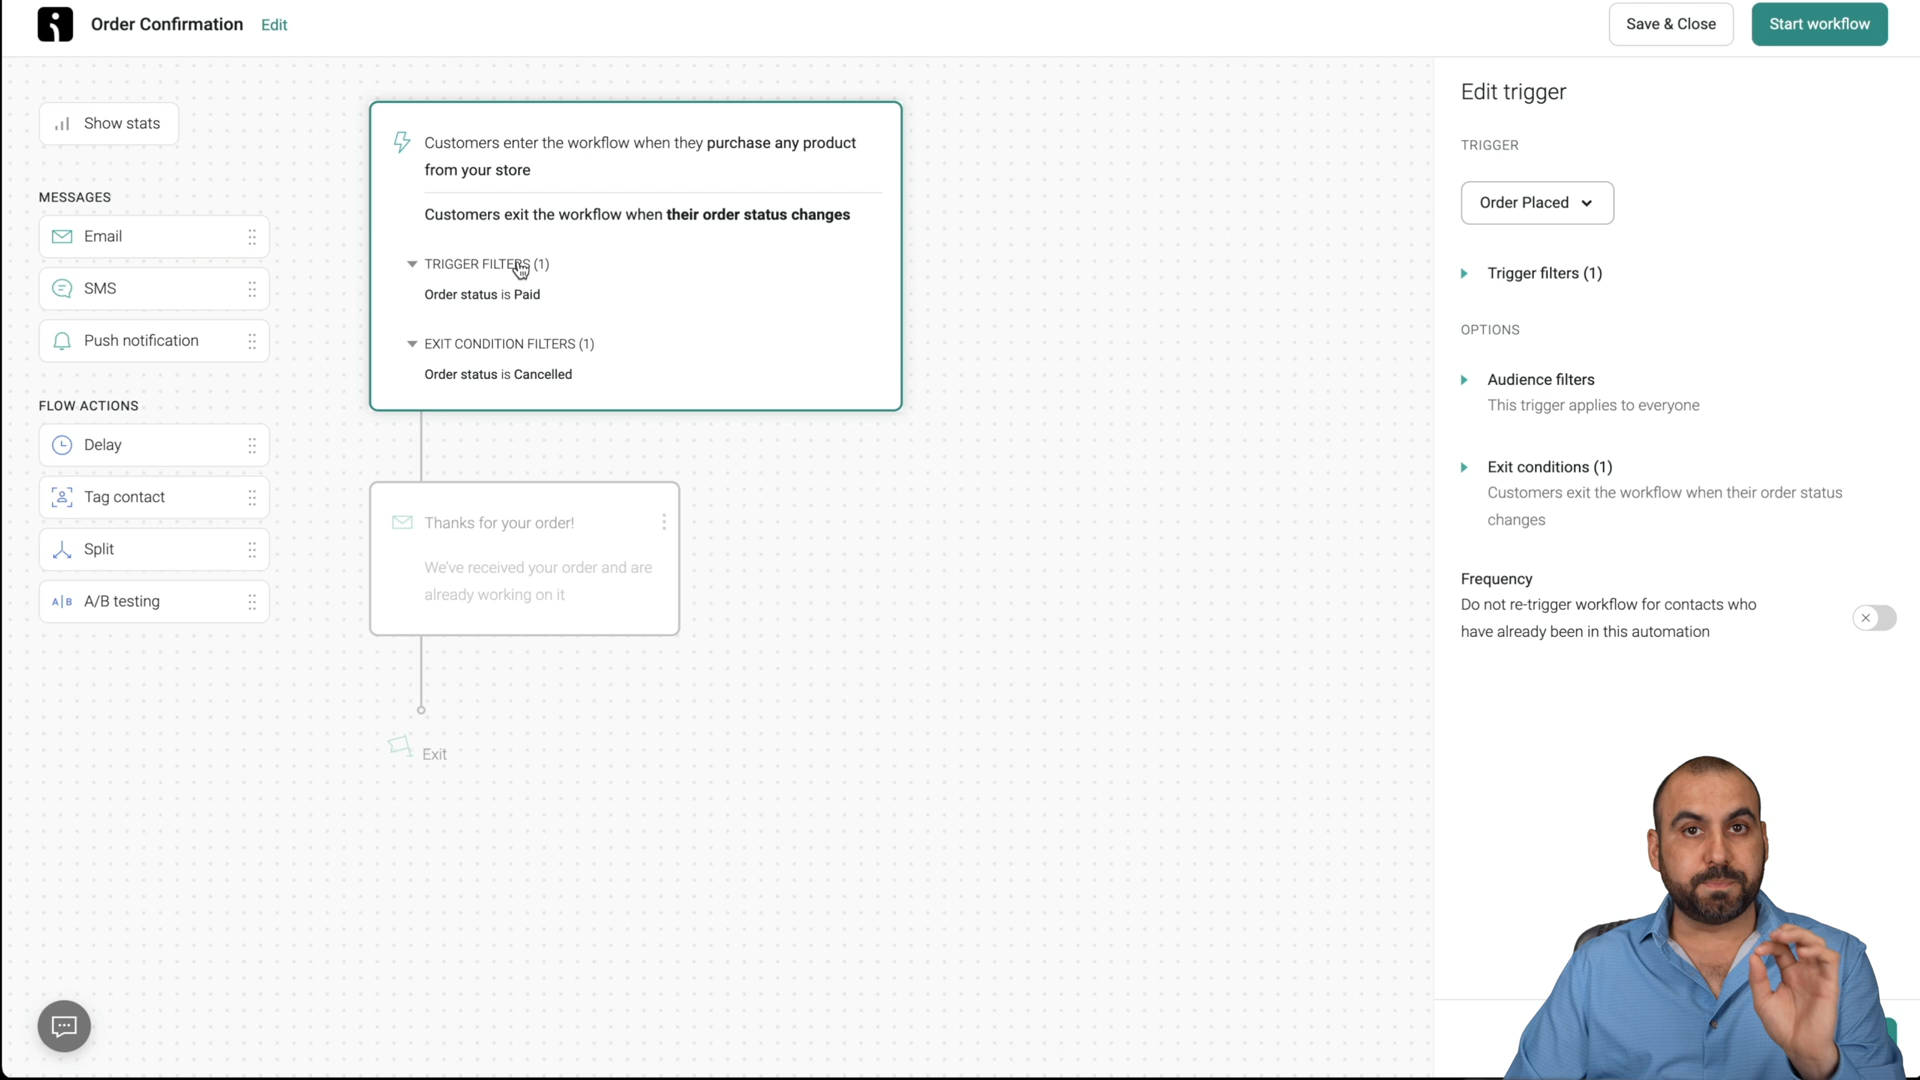 Order Confirmation Edit
Save & Close
Start workflow
Show stats
MESSAGES
Email
SMS
Push notification
FLOW ACTIONS
Delay
Tag contact
Split
A|B A/B testing
Customers enter the workflow when they purchase any product
from your store
Customers exit the workflow when their order status changes
TRIGGER FILTERS (1)
Order status is Paid
EXIT CONDITION FILTERS (1)
Order status is Cancelled
Thanks for your order!
We've received your order and are
already working on it
Exit
Edit trigger
TRIGGER
Order Placed
Trigger filters (1)
OPTIONS
Audience filters
This trigger applies to everyone
Exit conditions (1)
Customers exit the workflow when their order status
changes
Frequency
Do not re-trigger workflow for contacts who
have already been in this automation